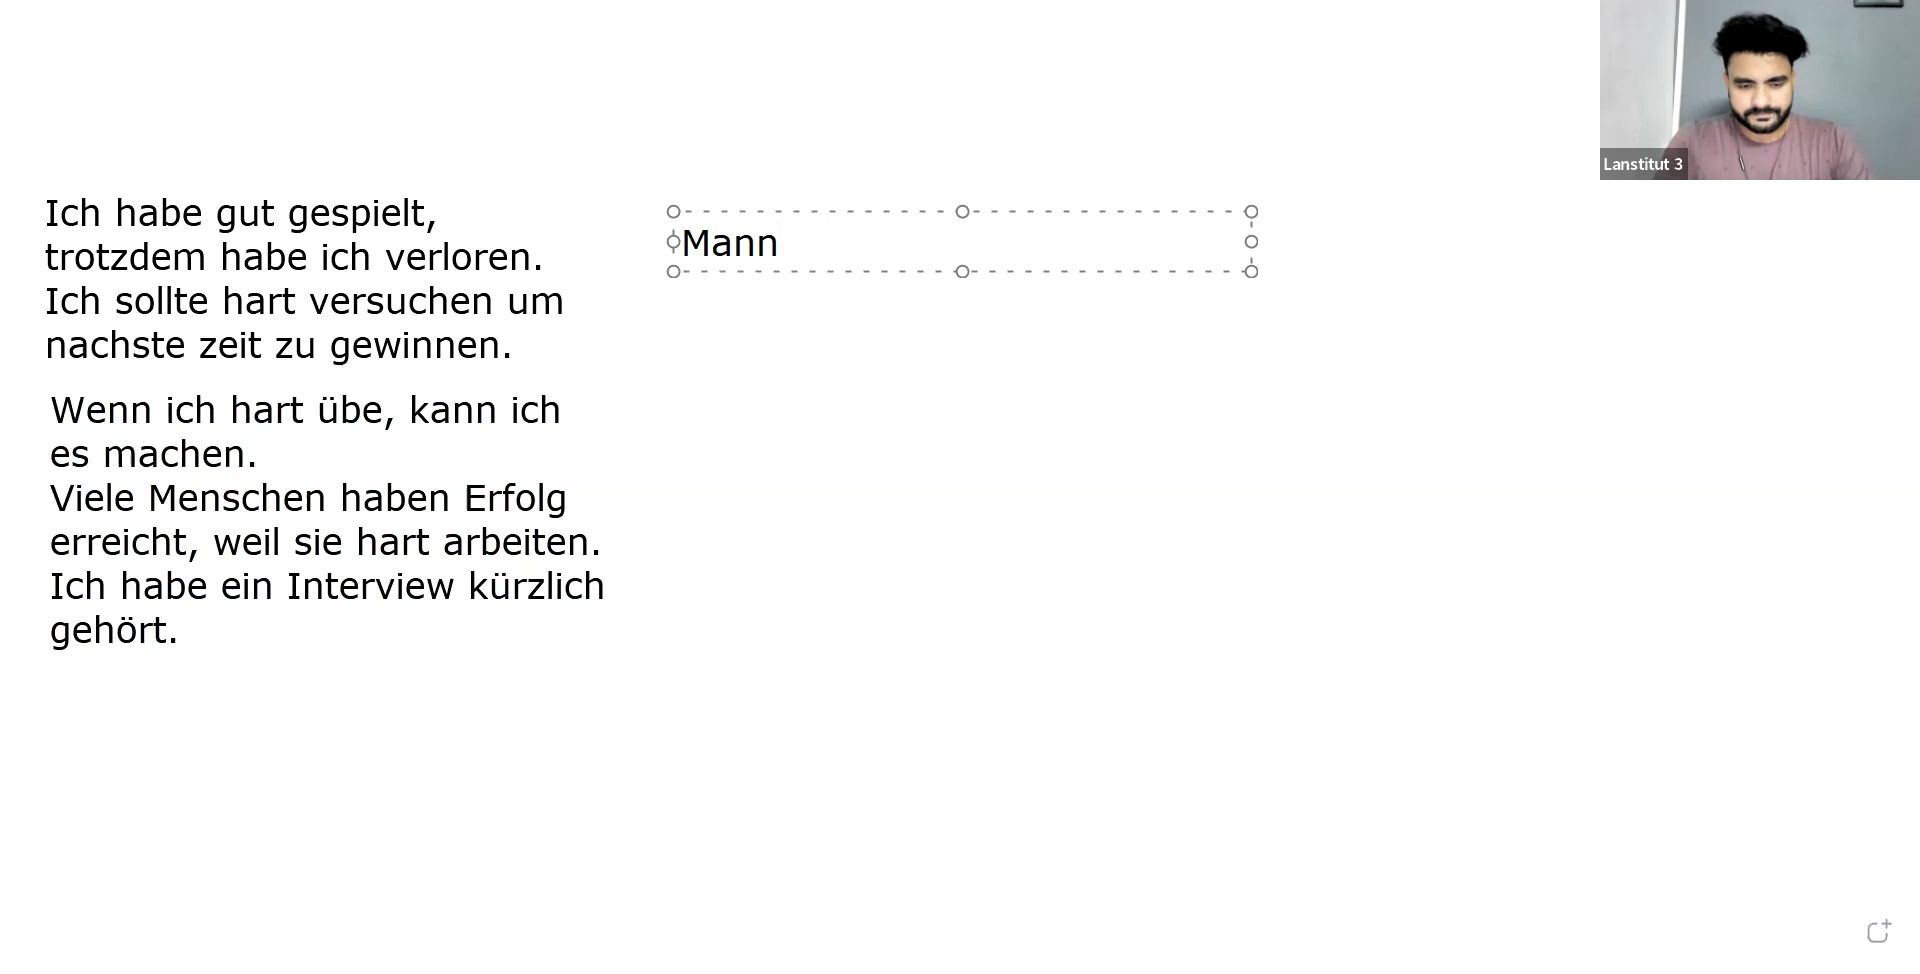 Lanstitut 3
Ich habe gut gespielt,
trotzdem habe ich verloren.
Ich sollte hart versuchen um
nachste zeit zu gewinnen.
Wenn ich hart übe, kann ich
es machen.
Viele Menschen haben Erfolg
erreicht, weil sie hart arbeiten.
Ich habe ein Interview kürzlich
gehört.
Mann